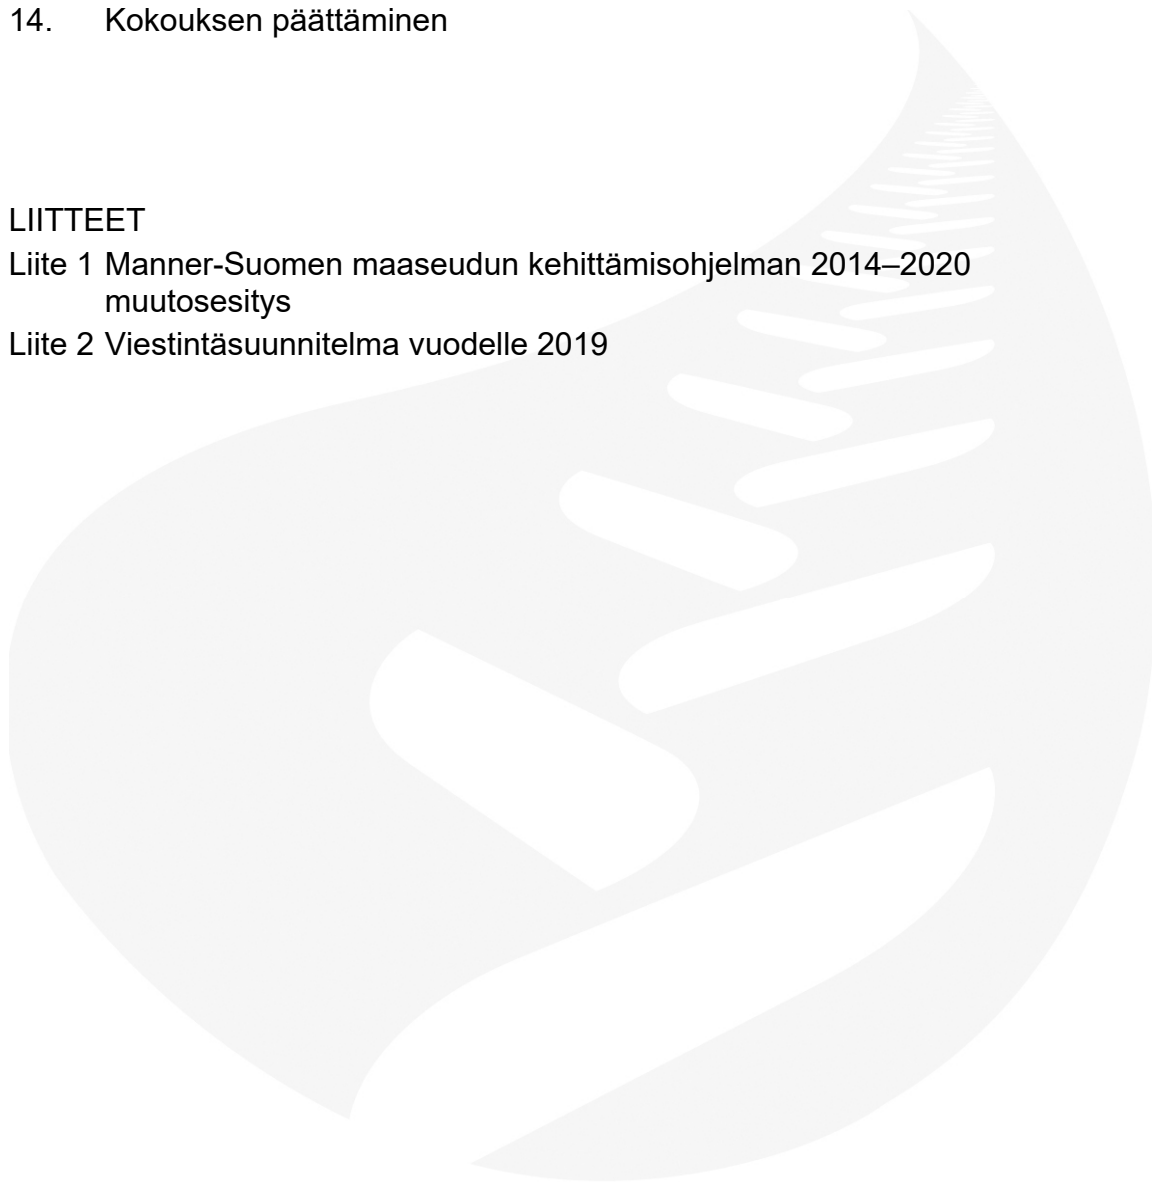 14. Kokouksen päättäminen
LIITTEET
Liite 1 Manner-Suomen maaseudun kehittämisohjelman 2014–2020
muutosesitys
Liite 2 Viestintäsuunnitelma vuodelle 2019